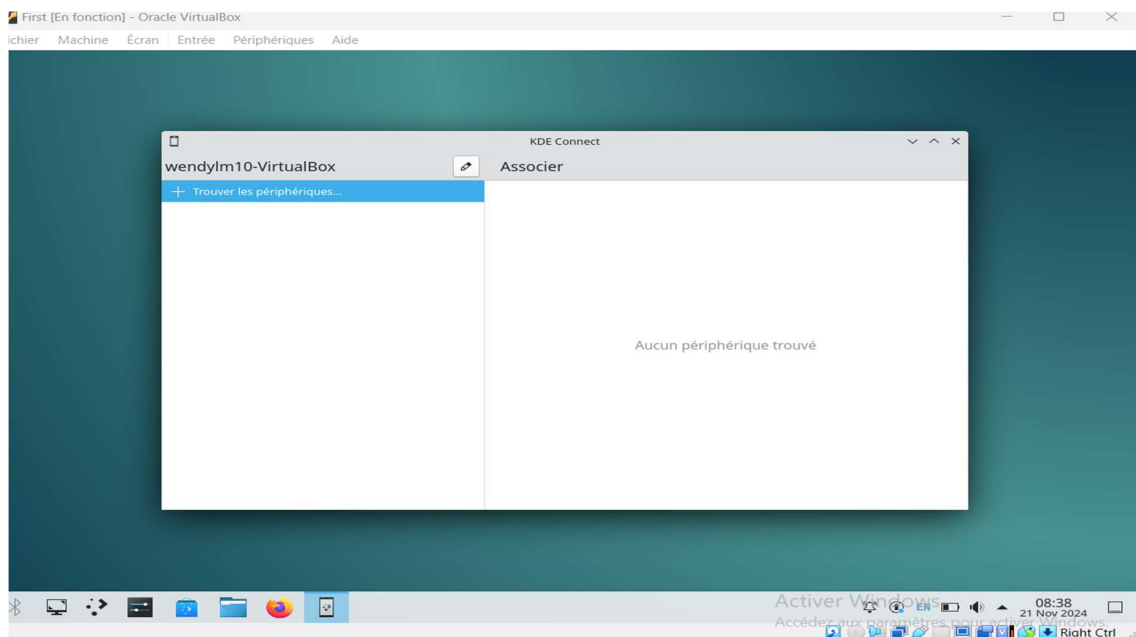 First [En fonction] - Oracle VirtualBox
ichier Machine Écran Entrée Périphériques Aide
KDE Connect
wendylm10-VirtualBox
Associer
Trouver les périphériques...
Aucun périphérique trouvé
Activer Windows
Accédez aux paramètres pour activer Windows.
EN
08:38
21 Nov 2024
Right Ctrl